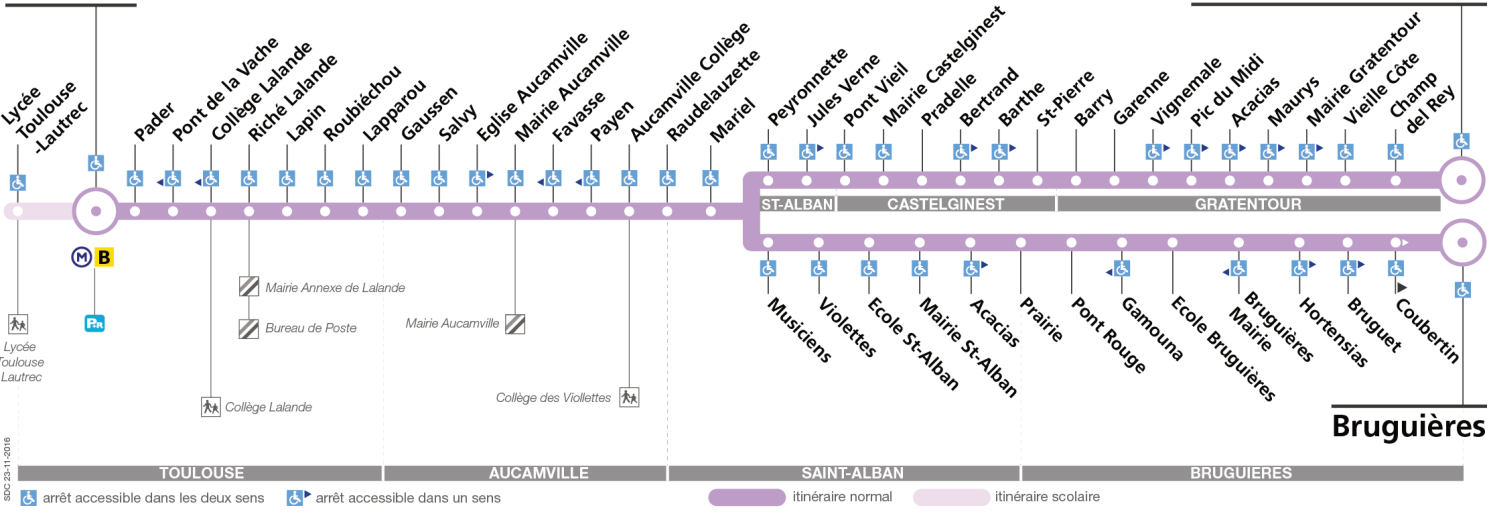 Lycée
Toulouse
-Lautrec
Pader
Pont de la Vache
Collège Lalande
Riché Lalande
Lapin
Roubiéchou
Lapparou
Gaussen
Salvy
Eglise Aucamville
Mairie Aucamville
Favasse
Payen
Aucamville Collège
Raudelauzette
Mariel
Peyronnette
Jules Verne
Pont Vieil
Mairie Castelginest
Pradelle
Bertrand
Barthe
St-Pierre
Barry
Garenne
Vignemale
Pic du Midi
Acacias
Maurys
Mairie Gratentour
Vieille Côte
Champ
del Rey
ST-ALBAN
CASTELGINEST
GRATENTOUR
M B
P+R
Musiciens
Violettes
Ecole St-Alban
Mairie St-Alban
Acacias
Prairie
Pont Rouge
Gamouna
Ecole Bruguières
Bruguières
Mairie
Hortensias
Bruguet
Coubertin
Mairie Annexe de Lalande
Bureau de Poste
Mairie Aucamville
Lycée
Toulouse
Lautrec
Collège Lalande
Collège des Viollettes
Bruguières
SDC 23-11-2016
TOULOUSE
AUCAMVILLE
SAINT-ALBAN
BRUGUIERES
arrêt accessible dans les deux sens
arrêt accessible dans un sens
itinéraire normal
itinéraire scolaire